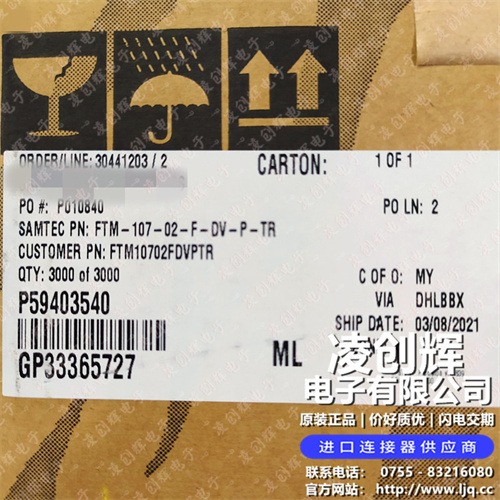 ORDER/LINE: 30441203 / 2
CARTON: 1 OF 1
PO #: P010840
PO LN: 2
SAMTEC PN: FTM-107-02-F-DV-P-TR
CUSTOMER PN: FTM10702FDVPTR
QTY: 3000 of 3000
C OF O: MY
P59403540
VIA DHLBBX
SHIP DATE: 03/08/2021
GP33365727
ML
凌创辉
电子有限公司
原装正品 | 价好质优 | 闪电交期
进口连接器供应商
联系电话: 0755 - 83216080
官方网站: http://www.ljq.cc